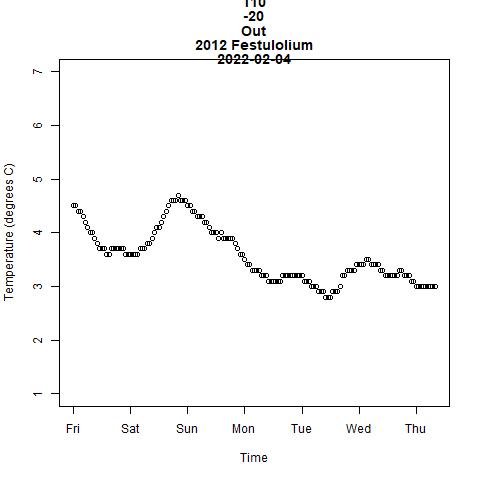 110
-20
Out
2012 Festulolium
2022-02-04
7
6
5
4
3
2
1
Temperature (degrees C)
Fri Sat Sun Mon Tue Wed Thu
Time